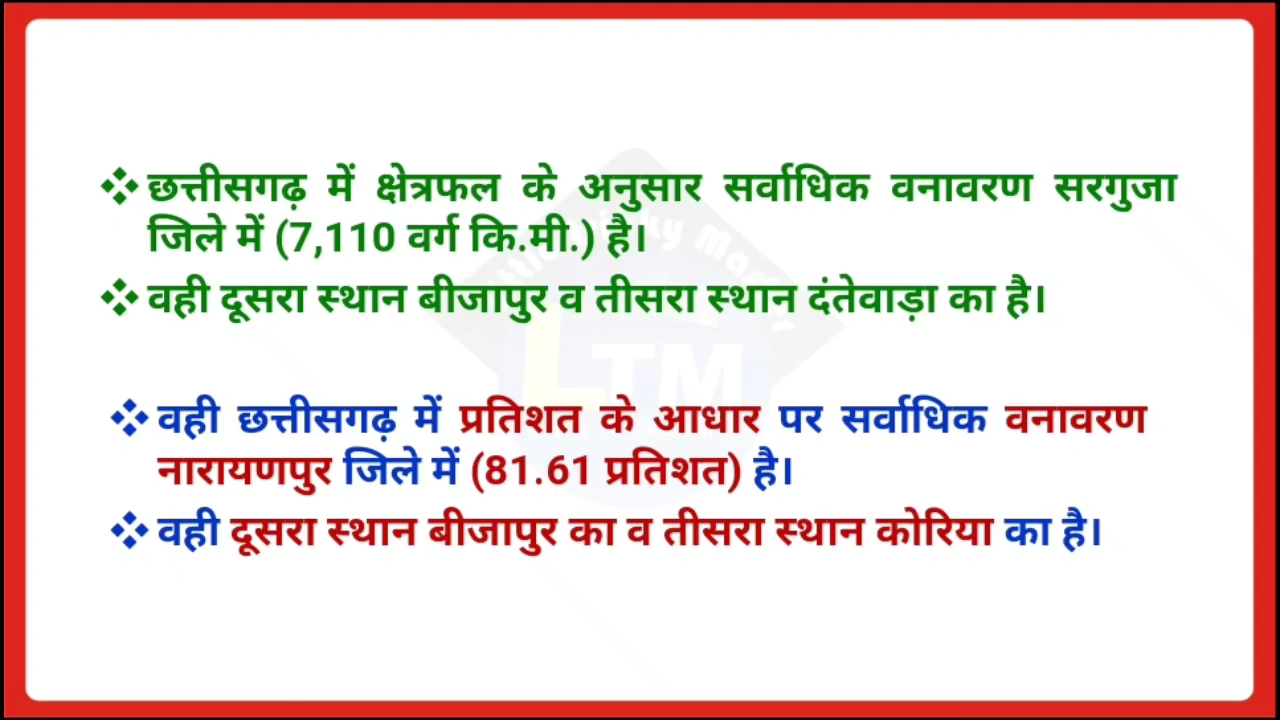 ❖ छत्तीसगढ़ में क्षेत्रफल के अनुसार सर्वाधिक वनावरण सरगुजा
जिले में (7,110 वर्ग कि.मी.) है।
❖ वही दूसरा स्थान बीजापुर व तीसरा स्थान दंतेवाड़ा का है।
❖ वही छत्तीसगढ़ में प्रतिशत के आधार पर सर्वाधिक वनावरण
नारायणपुर जिले में (81.61 प्रतिशत) है।
❖ वही दूसरा स्थान बीजापुर का व तीसरा स्थान कोरिया का है।
LTM